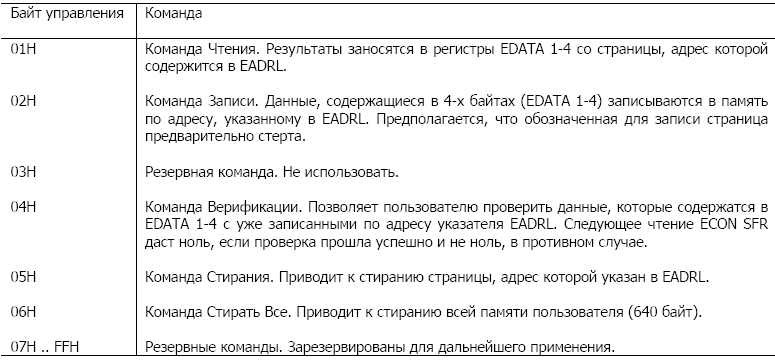 Байт управления Команда
01H Команда Чтения. Результаты заносятся в регистры EDATA 1-4 со страницы, адрес которой
содержится в EADRL.
02H Команда Записи. Данные, содержащиеся в 4-х байтах (EDATA 1-4) записываются в память
по адресу, указанному в EADRL. Предполагается, что обозначенная для записи страница
предварительно стерта.
03H Резервная команда. Не использовать.
04H Команда Верификации. Позволяет пользователю проверить данные, которые содержатся в
EDATA 1-4 с уже записанными по адресу указателя EADRL. Следующее чтение ECON SFR
даст ноль, если проверка прошла успешно и не ноль, в противном случае.
05H Команда Стирания. Приводит к стиранию страницы, адрес которой указан в EADRL.
06H Команда Стирать Все. Приводит к стиранию всей памяти пользователя (640 байт).
07H .. FFH Резервные команды. Зарезервированы для дальнейшего применения.